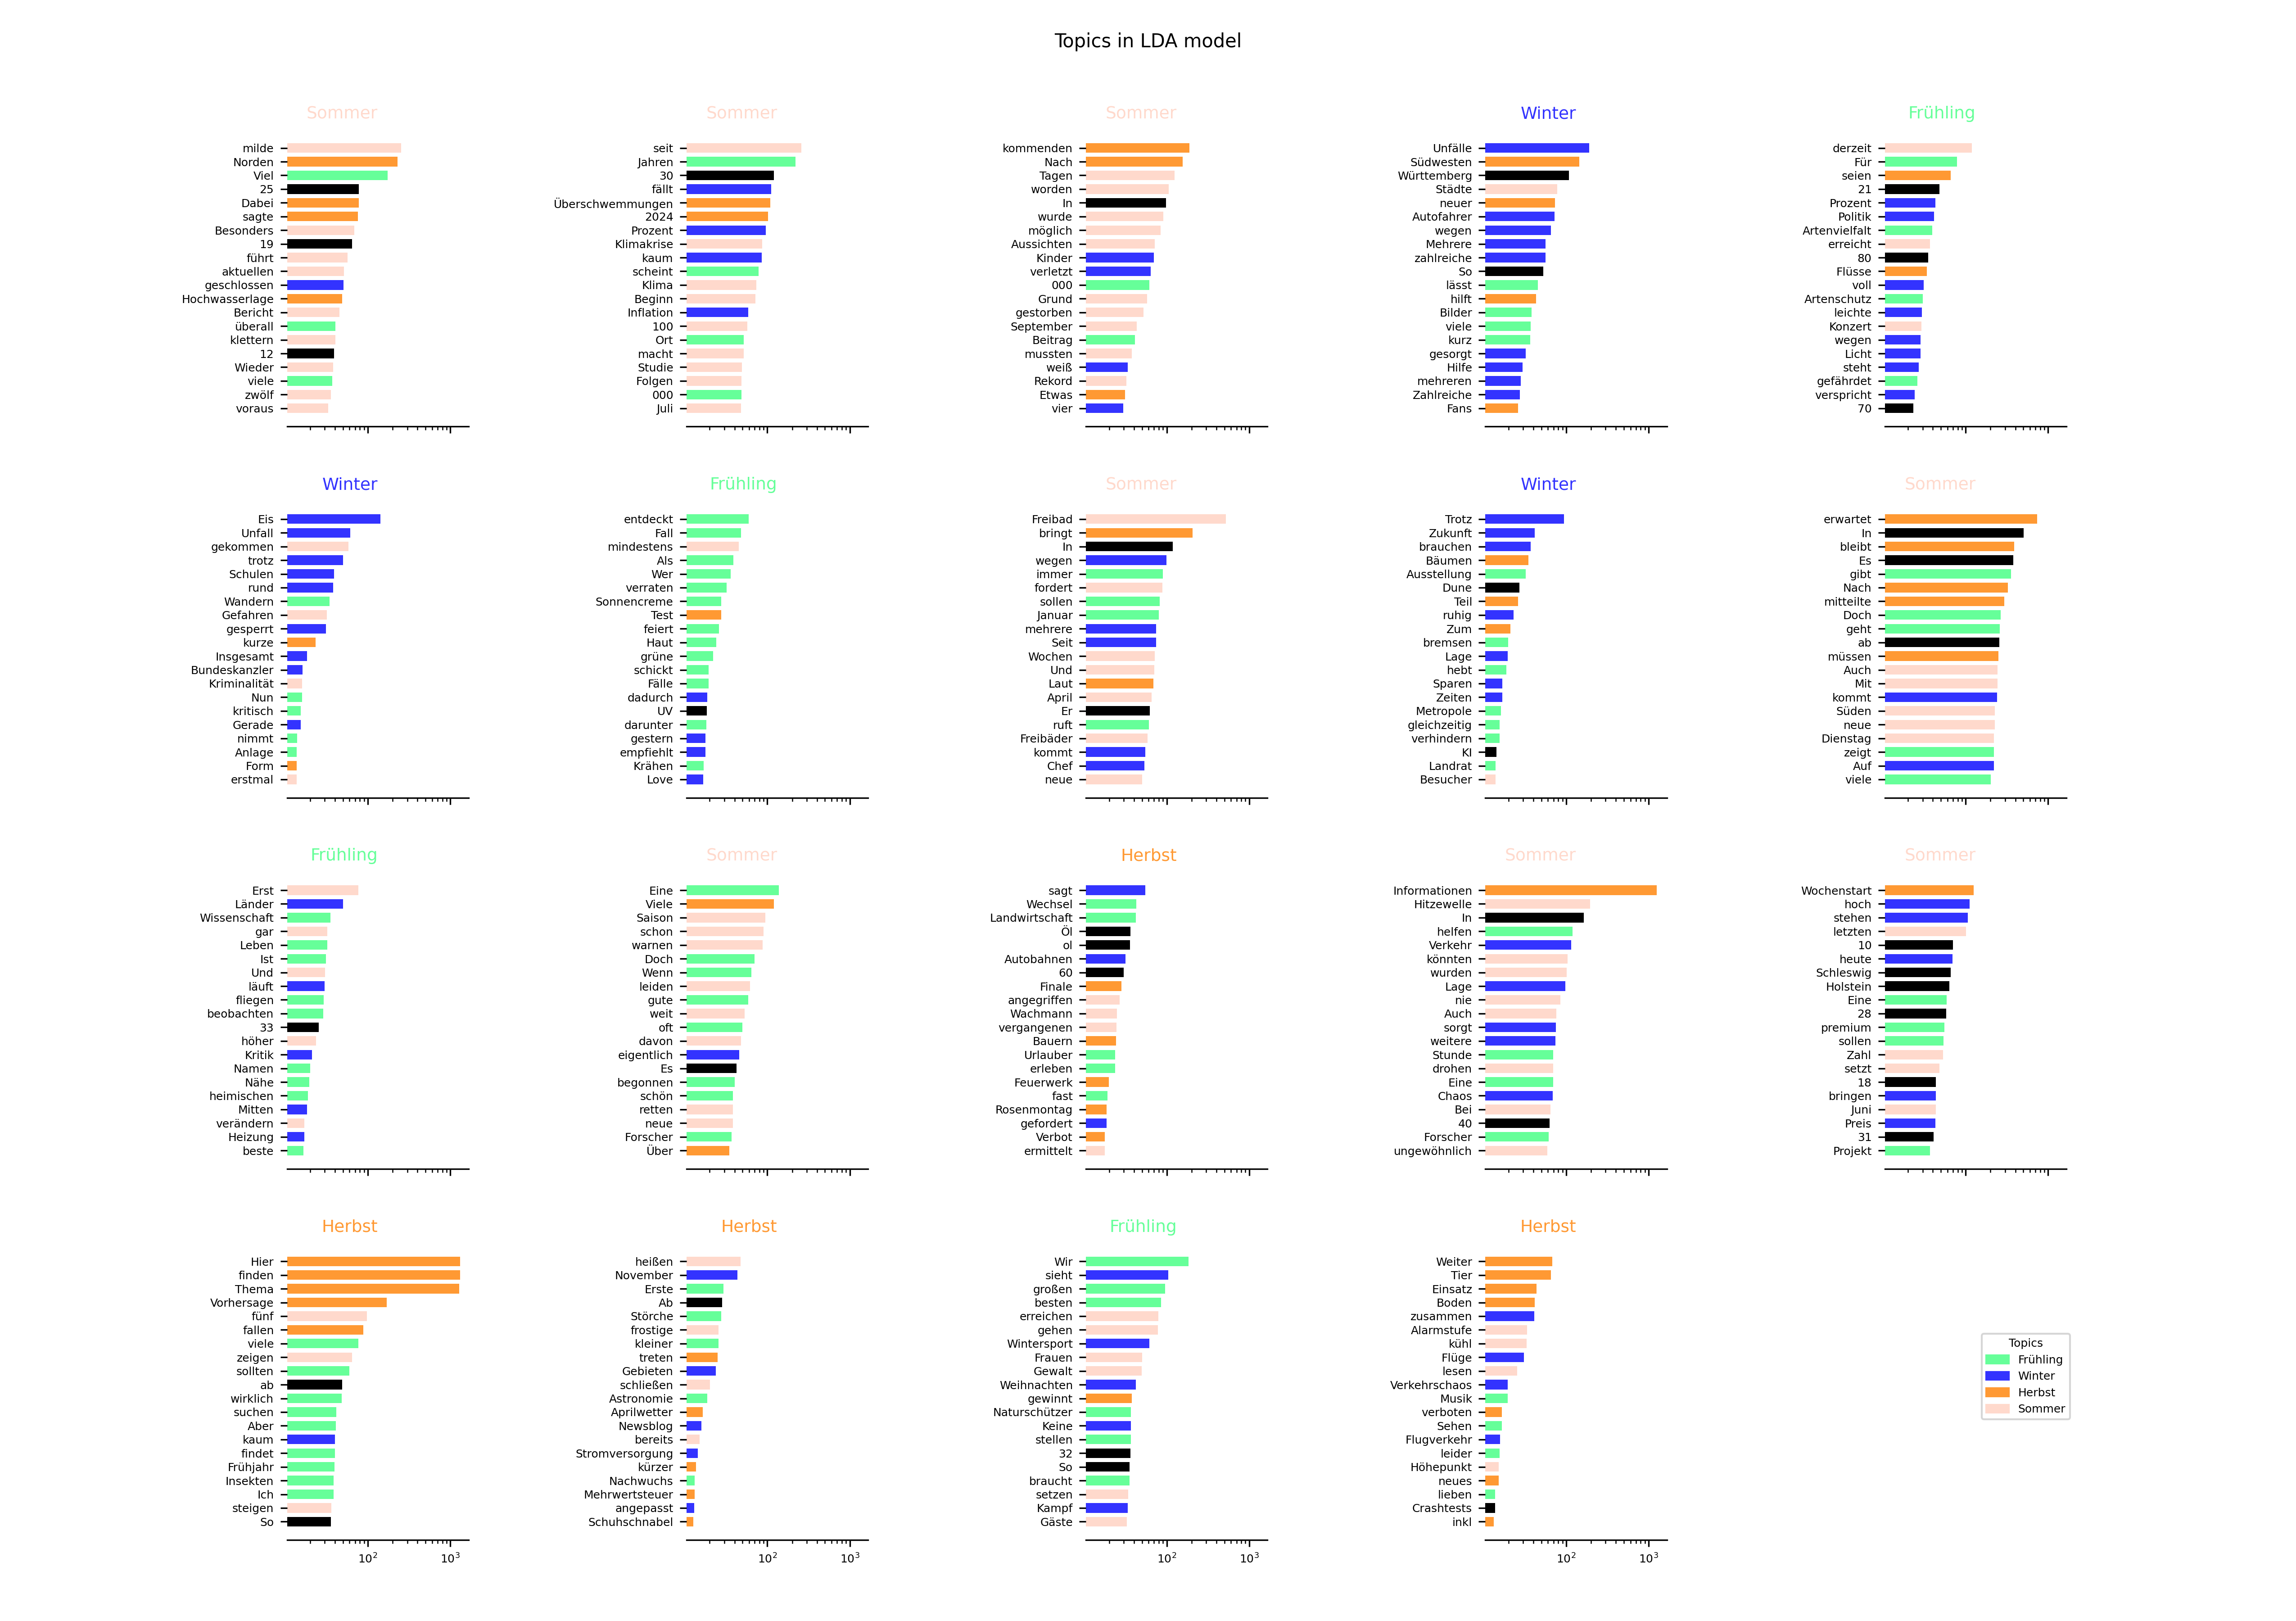 Topics in LDA model
Sommer
milde
Norden
Viel
25
Dabei
sagte
Besonders
19
führt
aktuellen
geschlossen
Hochwasserlage
Bericht
überall
klettern
12
Wieder
viele
zwölf
voraus
Sommer
seit
Jahren
30
fällt
Überschwemmungen
2024
Prozent
Klimakrise
kaum
scheint
Klima
Beginn
Inflation
100
Ort
macht
Studie
Folgen
000
Juli
Sommer
kommenden
Nach
Tagen
worden
In
wurde
möglich
Aussichten
Kinder
verletzt
000
Grund
gestorben
September
Beitrag
mussten
weiß
Rekord
Etwas
vier
Winter
Unfälle
Südwesten
Württemberg
Städte
neuer
Autofahrer
wegen
Mehrere
zahlreiche
So
lässt
hilft
Bilder
viele
kurz
gesorgt
Hilfe
mehreren
Zahlreiche
Fans
Frühling
derzeit
Für
seien
21
Prozent
Politik
Artenvielfalt
erreicht
80
Flüsse
voll
Artenschutz
leichte
Konzert
wegen
Licht
steht
gefährdet
verspricht
70
Winter
Eis
Unfall
gekommen
trotz
Schulen
rund
Wandern
Gefahren
gesperrt
kurze
Insgesamt
Bundeskanzler
Kriminalität
Nun
kritisch
Gerade
nimmt
Anlage
Form
erstmal
Frühling
entdeckt
Fall
mindestens
Als
Wer
verraten
Sonnencreme
Test
feiert
Haut
grüne
schickt
Fälle
dadurch
UV
darunter
gestern
empfiehlt
Krähen
Love
Sommer
Freibad
bringt
In
wegen
immer
fordert
sollen
Januar
mehrere
Seit
Wochen
Und
Laut
April
Er
ruft
Freibäder
kommt
Chef
neue
Winter
Trotz
Zukunft
brauchen
Bäumen
Ausstellung
Dune
Teil
ruhig
Zum
bremsen
Lage
hebt
Sparen
Zeiten
Metropole
gleichzeitig
verhindern
KI
Landrat
Besucher
Sommer
erwartet
In
bleibt
Es
gibt
Nach
mitteilte
Doch
geht
ab
müssen
Auch
Mit
kommt
Süden
neue
Dienstag
zeigt
Auf
viele
Frühling
Erst
Länder
Wissenschaft
gar
Leben
Ist
Und
läuft
fliegen
beobachten
33
höher
Kritik
Namen
Nähe
heimischen
Mitten
verändern
Heizung
beste
Sommer
Eine
Viele
Saison
schon
warnen
Doch
Wenn
leiden
gute
weit
oft
davon
eigentlich
Es
begonnen
schön
retten
neue
Forscher
Über
Herbst
sagt
Wechsel
Landwirtschaft
Öl
ol
Autobahnen
60
Finale
angegriffen
Wachmann
vergangenen
Bauern
Urlauber
erleben
Feuerwerk
fast
Rosenmontag
gefordert
Verbot
ermittelt
Sommer
Informationen
Hitzewelle
In
helfen
Verkehr
könnten
wurden
Lage
nie
Auch
sorgt
weitere
Stunde
drohen
Eine
Chaos
Bei
40
Forscher
ungewöhnlich
Sommer
Wochenstart
hoch
stehen
letzten
10
heute
Schleswig
Holstein
Eine
28
premium
sollen
Zahl
setzt
18
bringen
Juni
Preis
31
Projekt
Herbst
Hier
finden
Thema
Vorhersage
fünf
fallen
viele
zeigen
sollten
ab
wirklich
suchen
Aber
kaum
findet
Frühjahr
Insekten
Ich
steigen
So
10² 10³
Herbst
heißen
November
Erste
Ab
Störche
frostige
kleiner
treten
Gebieten
schließen
Astronomie
Aprilwetter
Newsblog
bereits
Stromversorgung
kürzer
Nachwuchs
Mehrwertsteuer
angepasst
Schuhschnabel
10² 10³
Frühling
Wir
sieht
großen
besten
erreichen
gehen
Wintersport
Frauen
Gewalt
Weihnachten
gewinnt
Naturschützer
Keine
stellen
32
So
braucht
setzen
Kampf
Gäste
10² 10³
Herbst
Weiter
Tier
Einsatz
Boden
zusammen
Alarmstufe
kühl
Flüge
lesen
Verkehrschaos
Musik
verboten
Sehen
Flugverkehr
leider
Höhepunkt
neues
lieben
Crashtests
inkl
10² 10³
Topics
Frühling
Winter
Herbst
Sommer